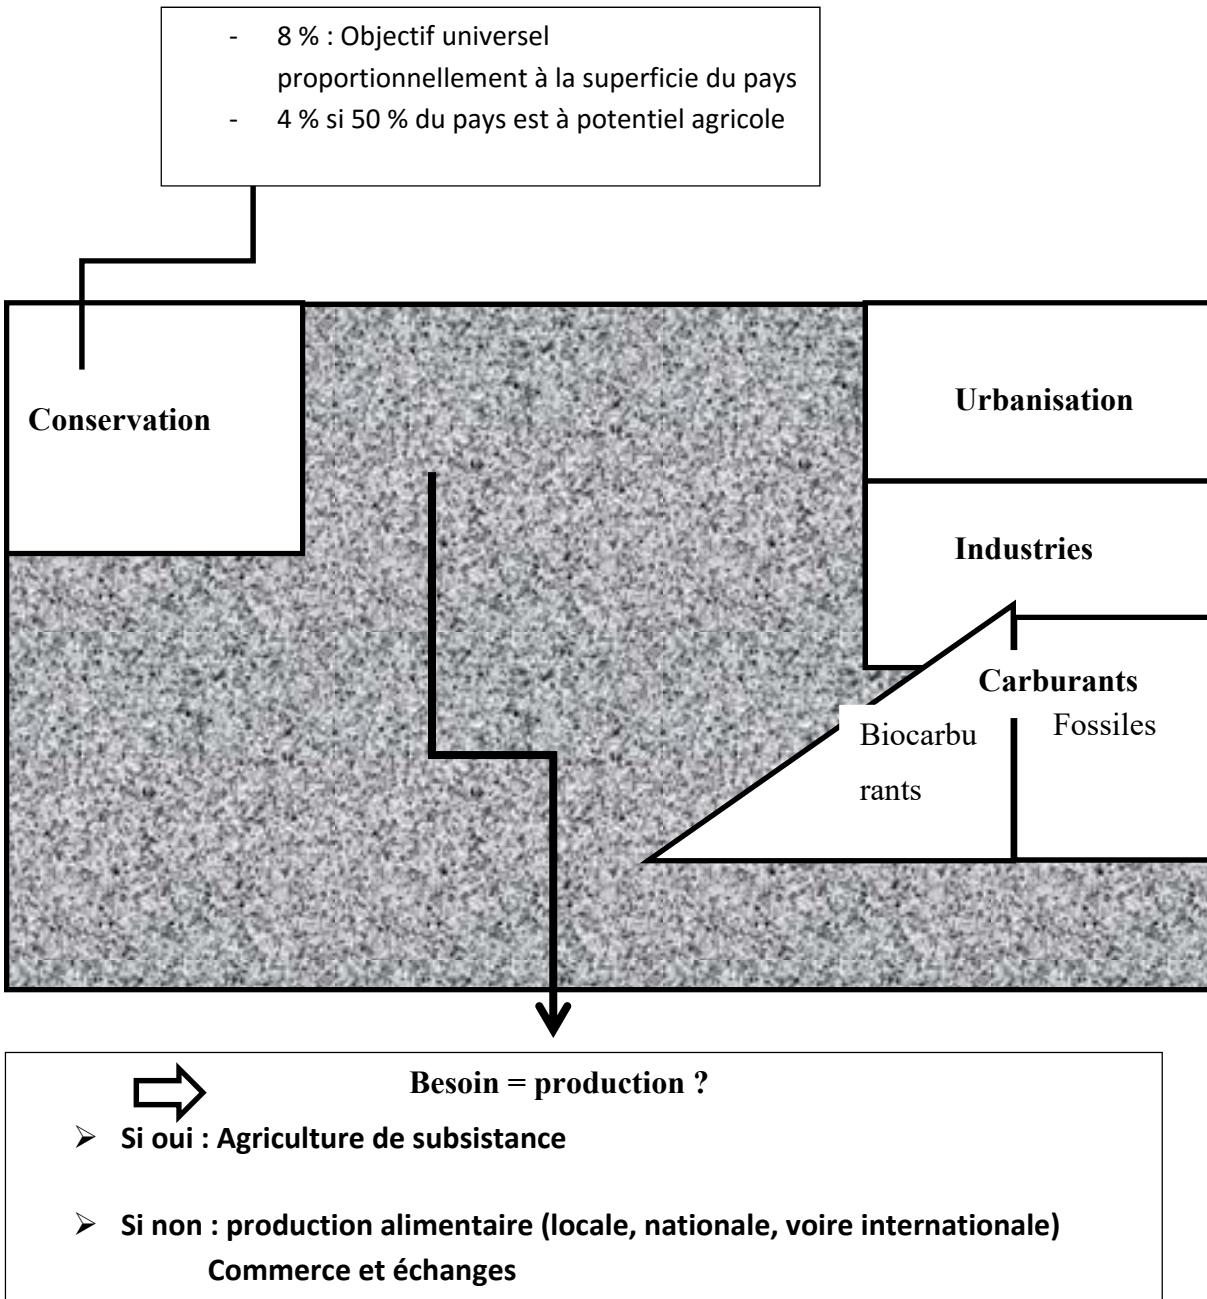 - 8 % : Objectif universel
proportionnellement à la superficie du pays
- 4 % si 50 % du pays est à potentiel agricole
Conservation
Urbanisation
Industries
Carburants
Fossiles
Biocarbu
rants
Besoin = production ?
➢ Si oui : Agriculture de subsistance
➢ Si non : production alimentaire (locale, nationale, voire internationale)
Commerce et échanges